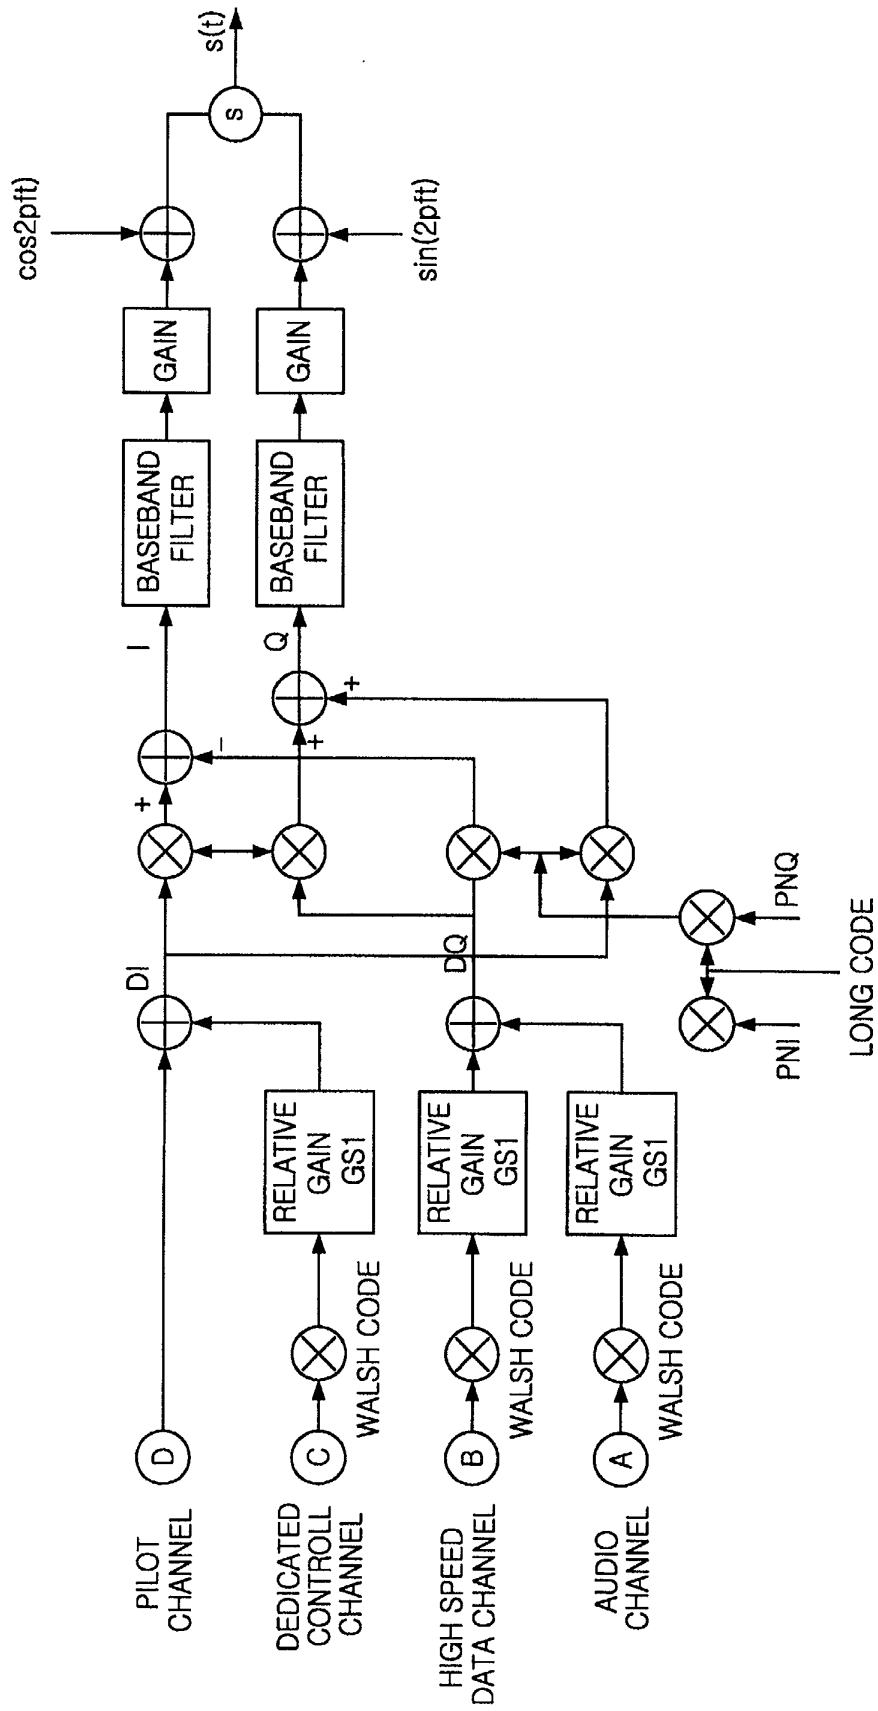 PILOT
CHANNEL
D
DI
+
I
BASEBAND
FILTER
GAIN
cos2pft)
DEDICATED
CONTROLL
CHANNEL
C
WALSH CODE
RELATIVE
GAIN
GS1
−
+
Q
+
BASEBAND
FILTER
GAIN
sin(2pft)
s
s(t)
HIGH SPEED
DATA CHANNEL
B
WALSH CODE
RELATIVE
GAIN
GS1
DQ
AUDIO
CHANNEL
A
WALSH CODE
RELATIVE
GAIN
GS1
PNI
PNQ
LONG CODE